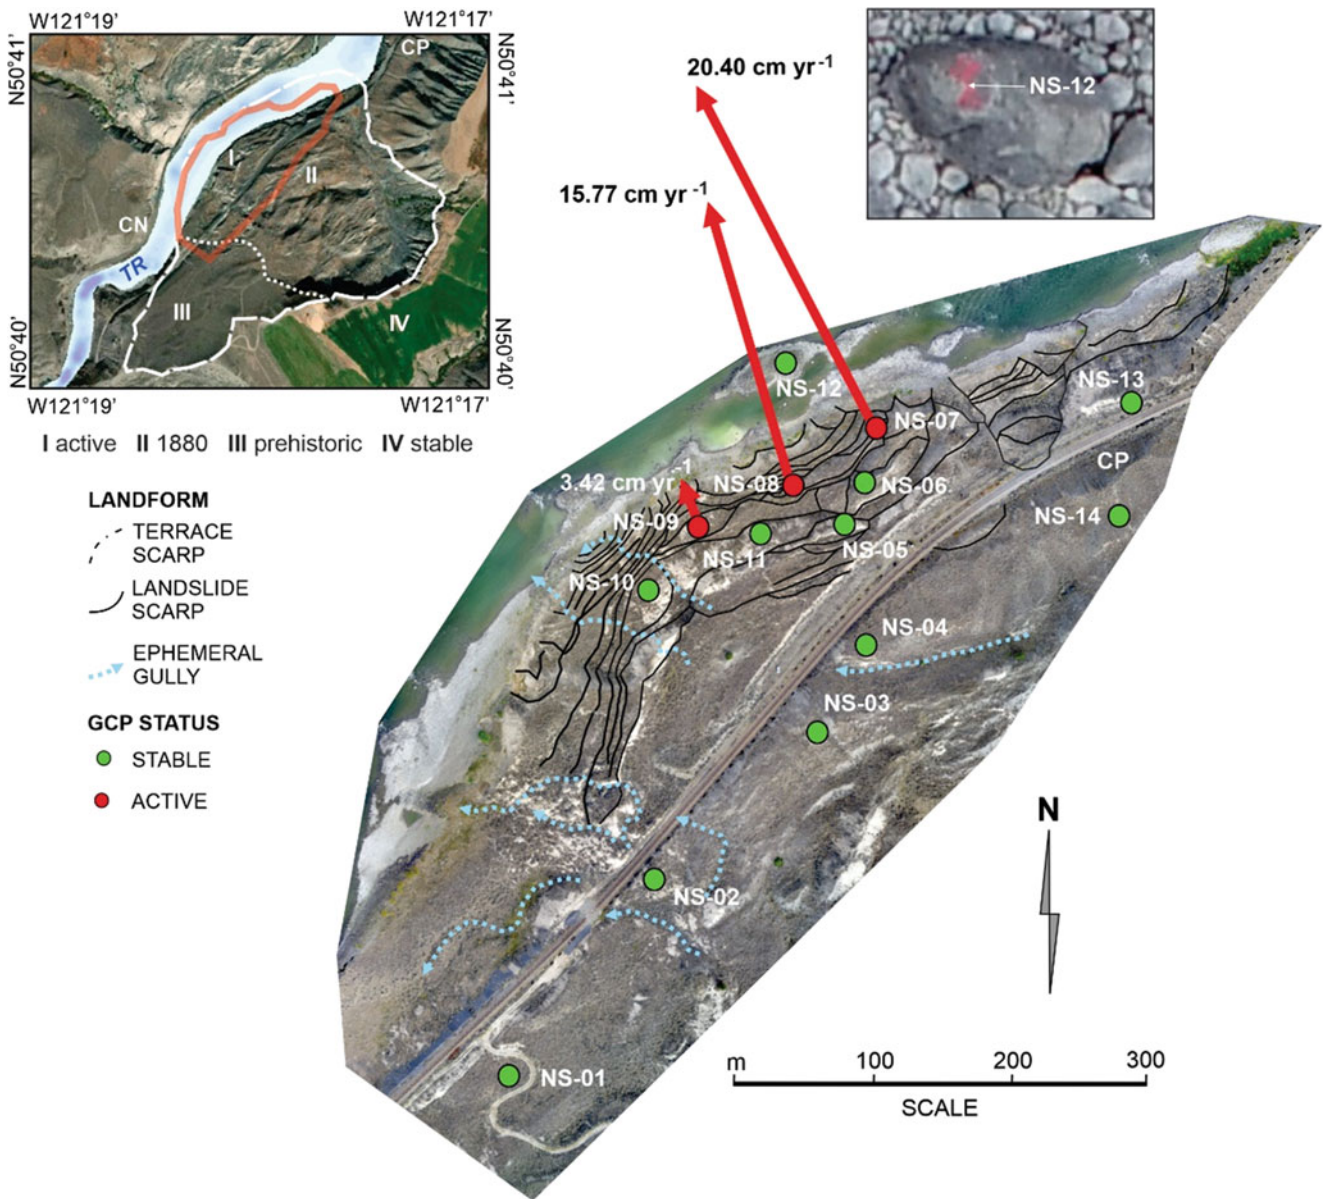 W121°19' W121°17'
N50°41'
N50°41'
CP
I
II
CN
TR
III
IV
N50°40'
N50°40'
W121°19' W121°17'
I active II 1880 III prehistoric IV stable
LANDFORM
TERRACE
SCARP
LANDSLIDE
SCARP
EPHEMERAL
GULLY
GCP STATUS
STABLE
ACTIVE
20.40 cm yr⁻¹
15.77 cm yr⁻¹
3.42 cm yr⁻¹
NS-12
NS-12
NS-13
NS-07
CP
NS-08
NS-06
NS-09
NS-14
NS-11
NS-05
NS-10
NS-04
NS-03
NS-02
NS-01
N
m 100 200 300
SCALE